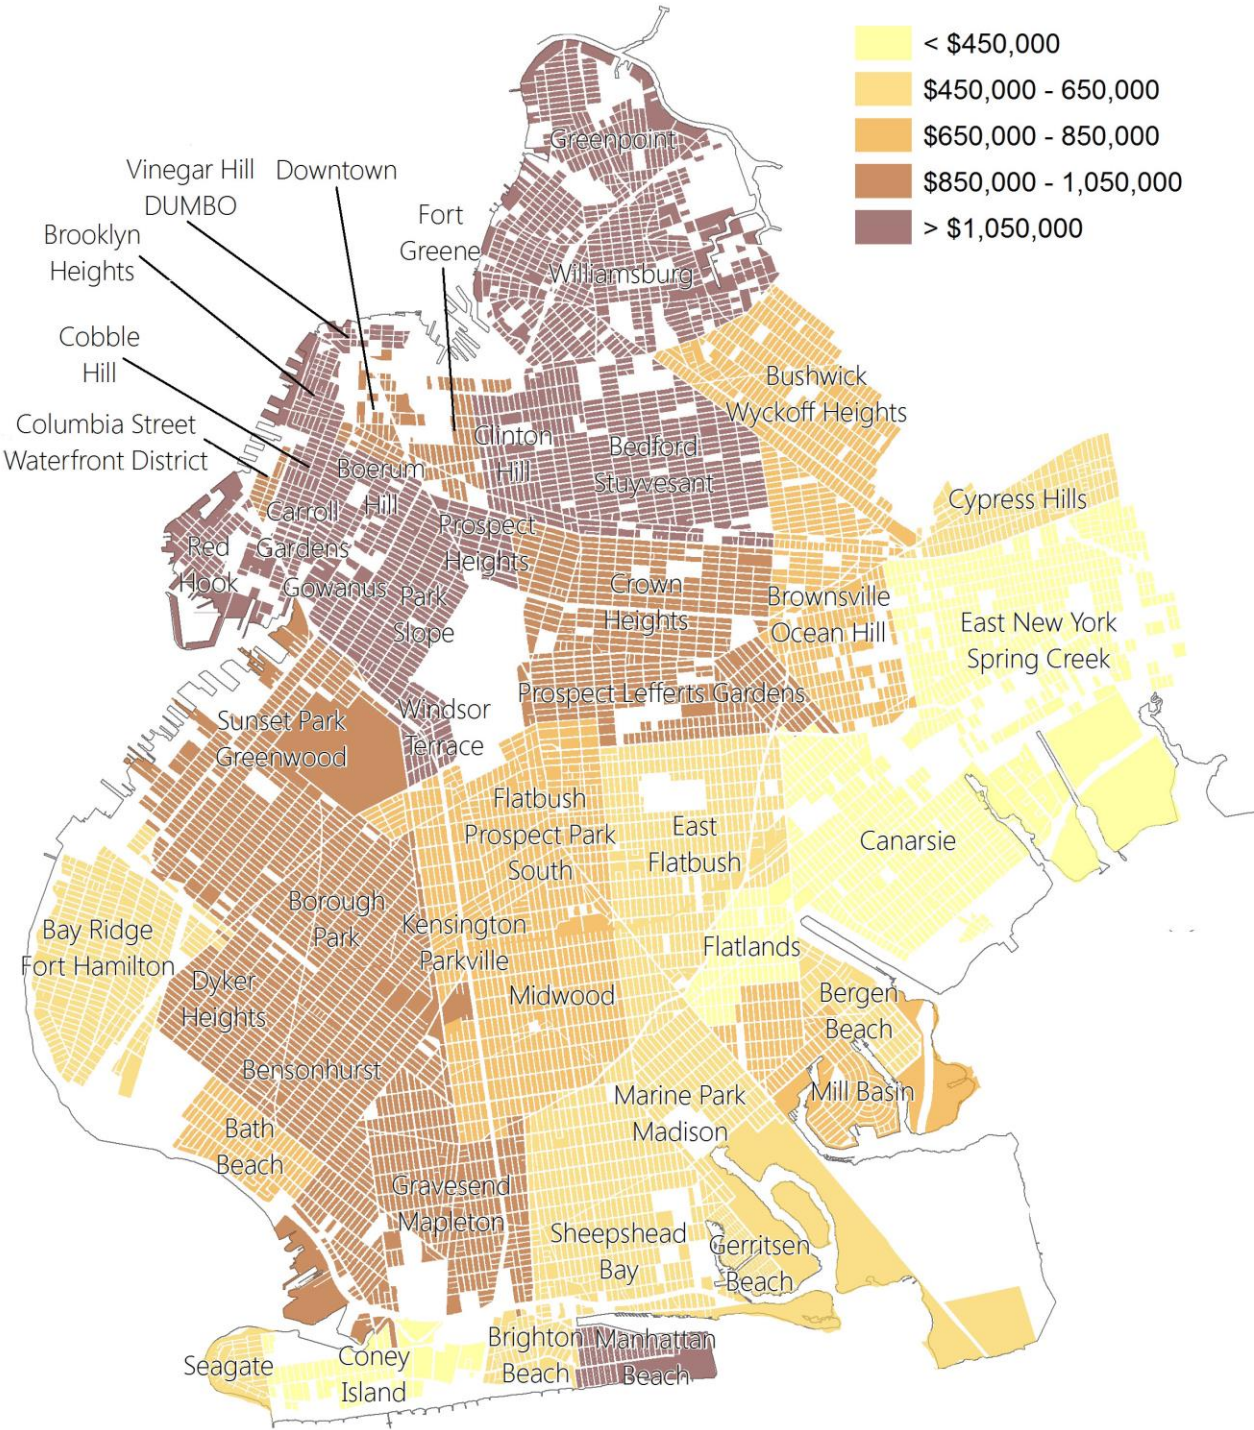 < $450,000
$450,000 - 650,000
$650,000 - 850,000
$850,000 - 1,050,000
> $1,050,000
Greenpoint
Vinegar Hill
DUMBO
Downtown
Fort
Greene
Brooklyn
Heights
Williamsburg
Cobble
Hill
Bushwick
Wyckoff Heights
Columbia Street
Waterfront District
Clinton
Hill
Bedford
Stuyvesant
Boerum
Hill
Cypress Hills
Carroll
Gardens
Prospect
Heights
Red
Hook
Gowanus
Park
Slope
Crown
Heights
Brownsville
Ocean Hill
East New York
Spring Creek
Prospect Lefferts Gardens
Windsor
Terrace
Sunset Park
Greenwood
Flatbush
Prospect Park
South
East
Flatbush
Canarsie
Borough
Park
Kensington
Parkville
Bay Ridge
Fort Hamilton
Flatlands
Dyker
Heights
Midwood
Bergen
Beach
Bensonhurst
Marine Park
Madison
Mill Basin
Bath
Beach
Gravesend
Mapleton
Sheepshead
Bay
Gerritsen
Beach
Seagate
Coney
Island
Brighton
Beach
Manhattan
Beach